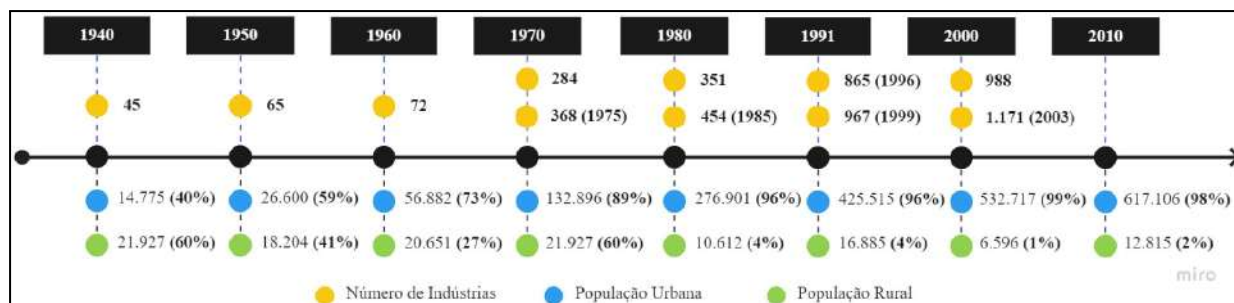 1940 1950 1960 1970 1980 1991 2000 2010
284 351 865 (1996) 988
45 65 72
368 (1975) 454 (1985) 967 (1999) 1.171 (2003)
14.775 (40%) 26.600 (59%) 56.882 (73%) 132.896 (89%) 276.901 (96%) 425.515 (96%) 532.717 (99%) 617.106 (98%)
21.927 (60%) 18.204 (41%) 20.651 (27%) 21.927 (60%) 10.612 (4%) 16.885 (4%) 6.596 (1%) 12.815 (2%)
miro
Número de Indústrias População Urbana População Rural